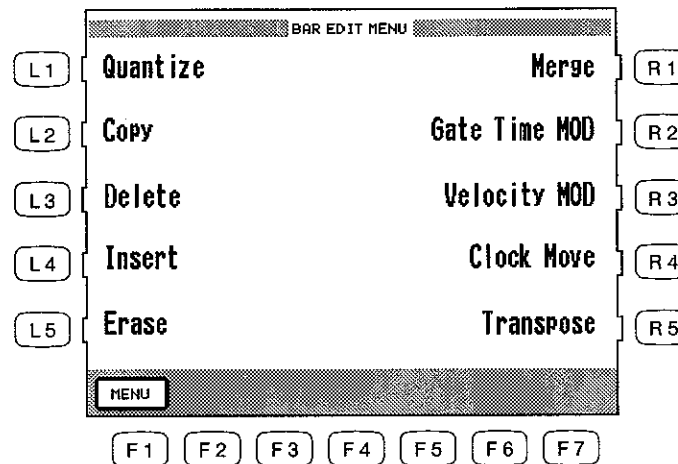 BAR EDIT MENU
L1 Quantize Merge R1
L2 Copy Gate Time MOD R2
L3 Delete Velocity MOD R3
L4 Insert Clock Move R4
L5 Erase Transpose R5
MENU
F1 F2 F3 F4 F5 F6 F7